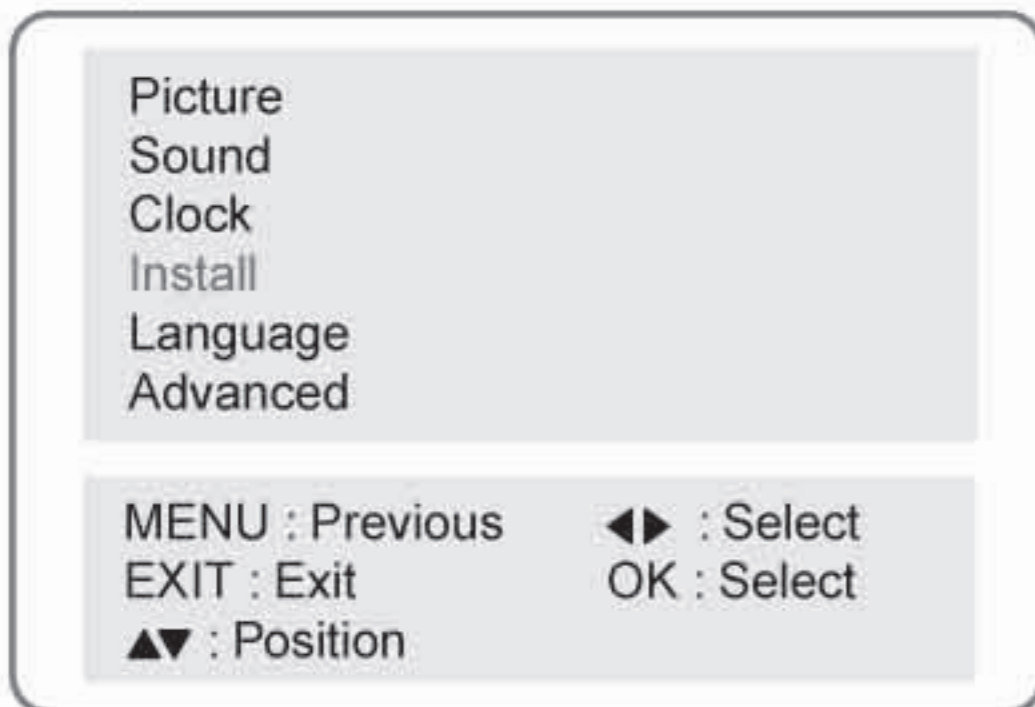 Picture
Sound
Clock
Install
Language
Advanced
MENU : Previous ◀▶ : Select
EXIT : Exit OK : Select
▲▼ : Position